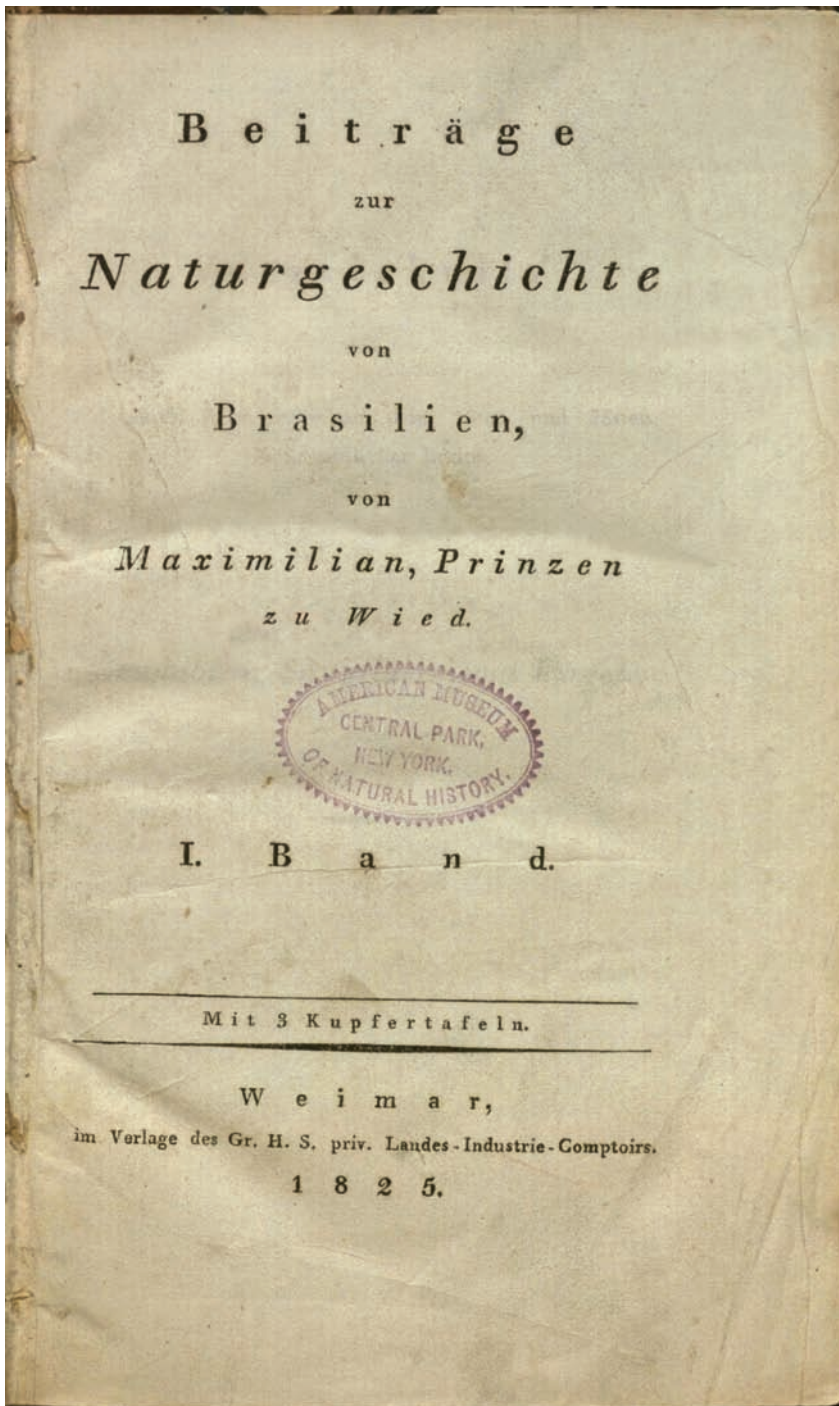 Beiträge
zur
Naturgeschichte
von
Brasilien,
von
Maximilian, Prinzen
zu Wied.
AMERICAN MUSEUM
CENTRAL PARK,
NEW YORK.
OF NATURAL HISTORY.
I. Band.
Mit 3 Kupfertafeln.
Weimar,
im Verlage des Gr. H. S. priv. Landes-Industrie-Comptoirs.
1825.